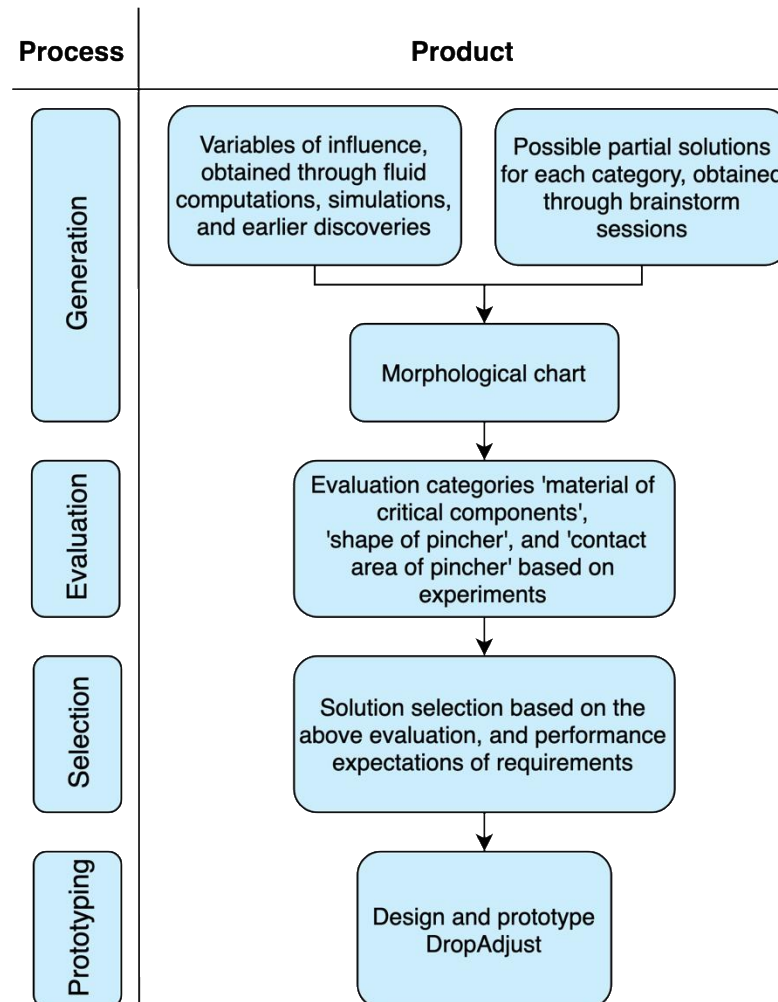 Process
Product
Generation
Variables of influence,
obtained through fluid
computations, simulations,
and earlier discoveries
Possible partial solutions
for each category, obtained
through brainstorm
sessions
Morphological chart
Evaluation
Evaluation categories 'material of
critical components',
'shape of pincher', and 'contact
area of pincher' based on
experiments
Selection
Solution selection based on the
above evaluation, and performance
expectations of requirements
Prototyping
Design and prototype
DropAdjust